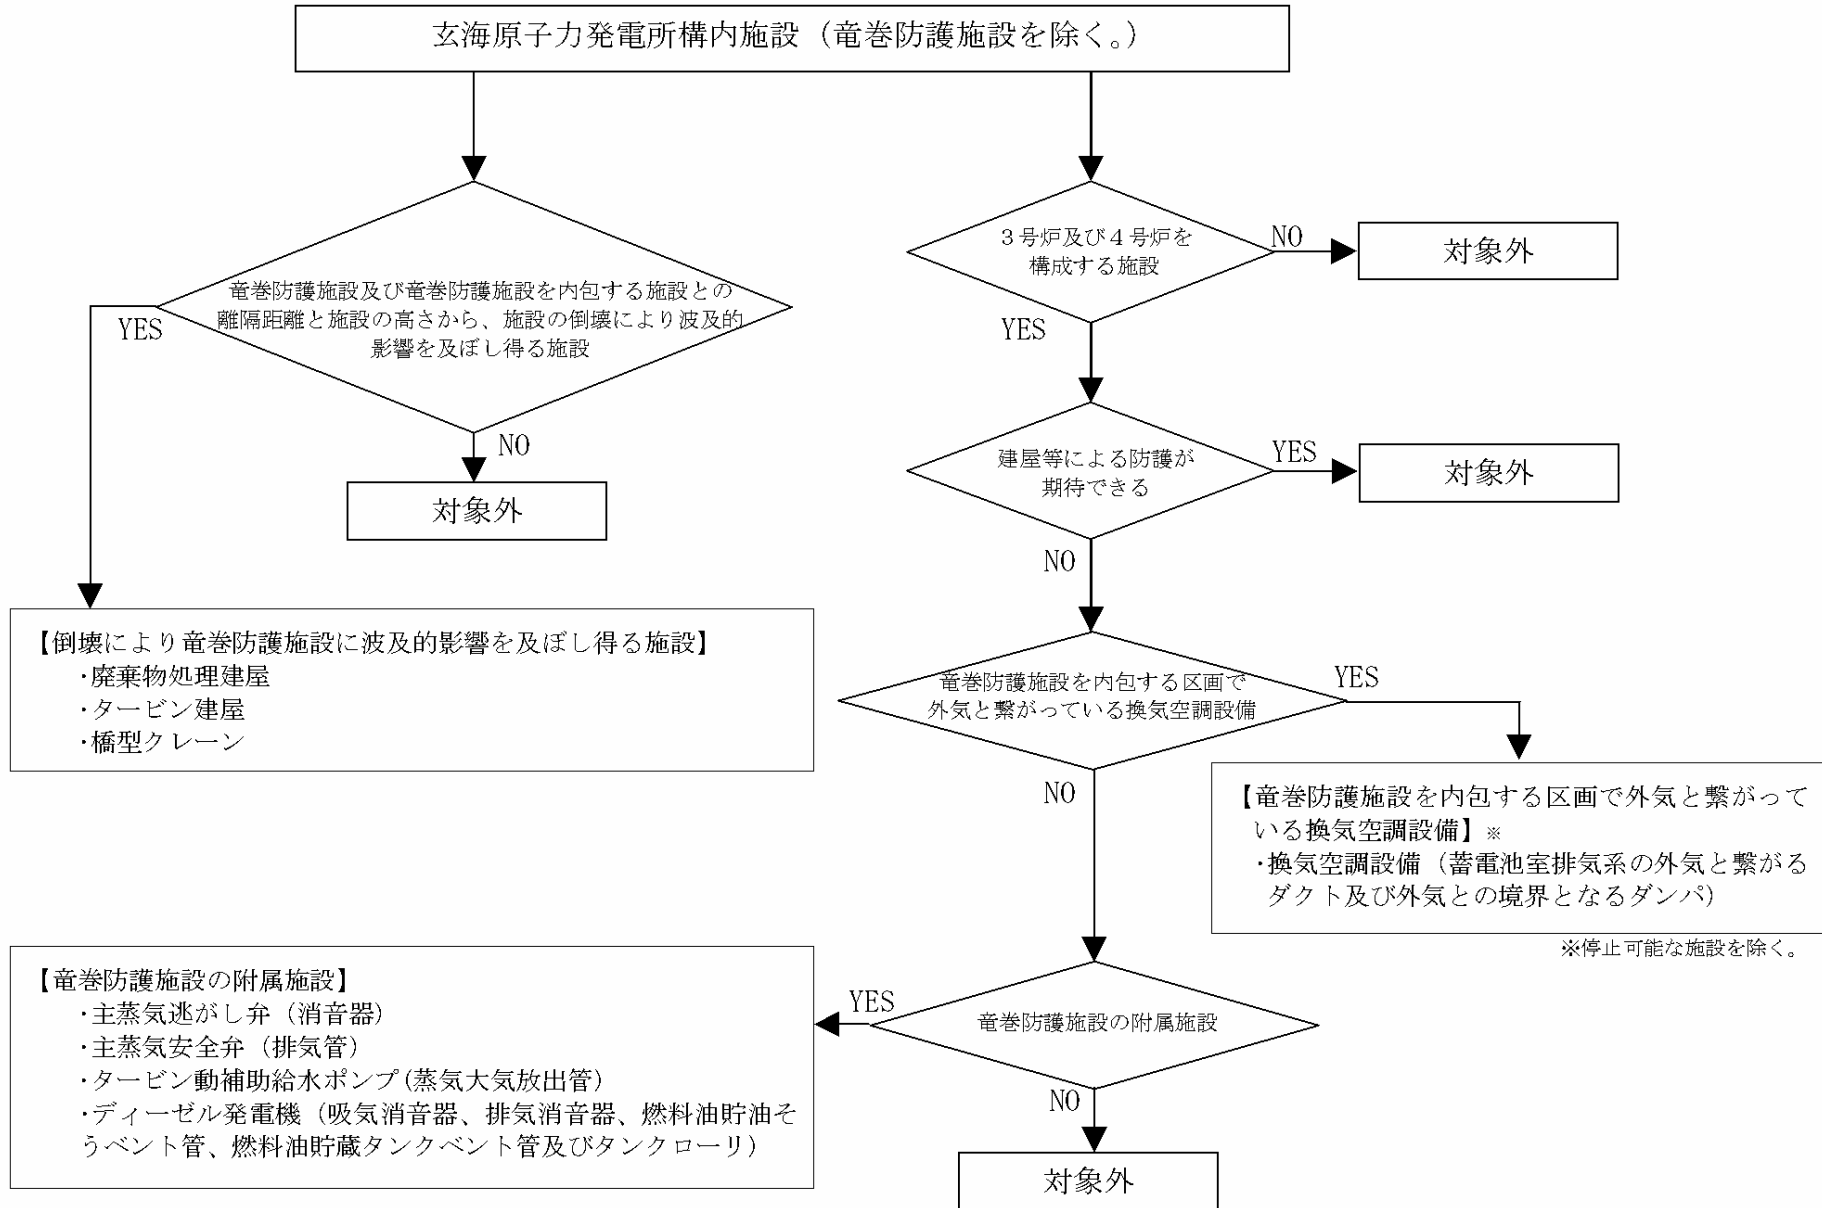 玄海原子力発電所構内施設（竜巻防護施設を除く。）
竜巻防護施設及び竜巻防護施設を内包する施設との
離隔距離と施設の高さから、施設の倒壊により波及的
影響を及ぼし得る施設
YES
NO
対象外
【倒壊により竜巻防護施設に波及的影響を及ぼし得る施設】
・廃棄物処理建屋
・タービン建屋
・橋型クレーン
３号炉及び４号炉を
構成する施設
NO
対象外
YES
建屋等による防護が
期待できる
YES
対象外
NO
竜巻防護施設を内包する区画で
外気と繋がっている換気空調設備
YES
NO
【竜巻防護施設を内包する区画で外気と繋がって
いる換気空調設備】※
・換気空調設備（蓄電池室排気系の外気と繋がる
ダクト及び外気との境界となるダンパ）
※停止可能な施設を除く。
竜巻防護施設の附属施設
YES
【竜巻防護施設の附属施設】
・主蒸気逃がし弁（消音器）
・主蒸気安全弁（排気管）
・タービン動補助給水ポンプ(蒸気大気放出管）
・ディーゼル発電機（吸気消音器、排気消音器、燃料油貯油そ
うベント管、燃料油貯蔵タンクベント管及びタンクローリ）
NO
対象外